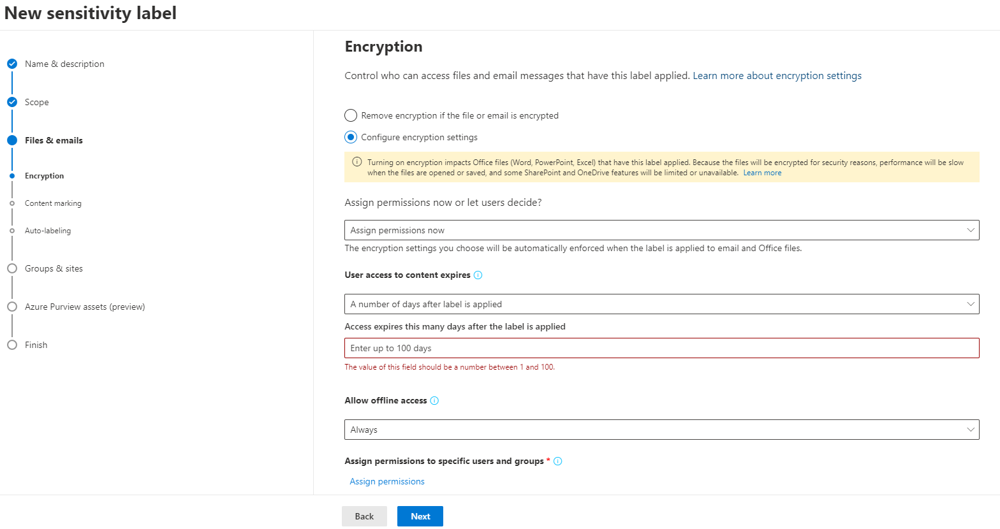 New sensitivity label
Name & description
Scope
Files & emails
Encryption
Content marking
Auto-labeling
Groups & sites
Azure Purview assets (preview)
Finish
Encryption
Control who can access files and email messages that have this label applied. Learn more about encryption settings
Remove encryption if the file or email is encrypted
Configure encryption settings
Turning on encryption impacts Office files (Word, PowerPoint, Excel) that have this label applied. Because the files will be encrypted for security reasons, performance will be slow
when the files are opened or saved, and some SharePoint and OneDrive features will be limited or unavailable. Learn more
Assign permissions now or let users decide?
Assign permissions now
The encryption settings you choose will be automatically enforced when the label is applied to email and Office files.
User access to content expires
A number of days after label is applied
Access expires this many days after the label is applied
Enter up to 100 days
The value of this field should be a number between 1 and 100.
Allow offline access
Always
Assign permissions to specific users and groups *
Assign permissions
Back
Next